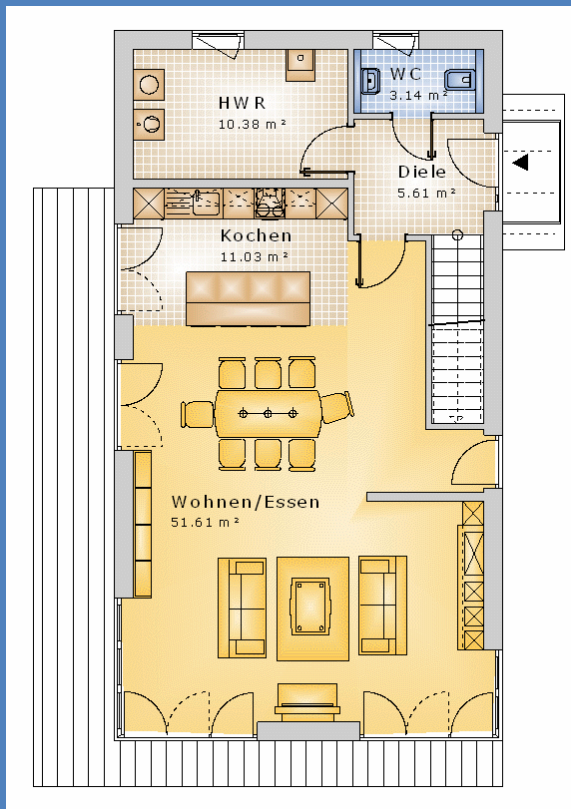 HWR
10.38 m²
WC
3.14 m²
Diele
5.61 m²
Kochen
11.03 m²
Wohnen/Essen
51.61 m²